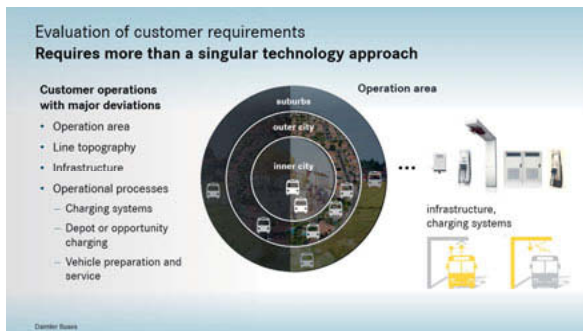 Evaluation of customer requirements
Requires more than a singular technology approach
Customer operations
with major deviations
• Operation area
• Line topography
• Infrastructure
• Operational processes
– Charging systems
– Depot or opportunity
charging
– Vehicle preparation and
service
Operation area
suburbs
outer city
inner city
...
infrastructure,
charging systems
Daimler Buses